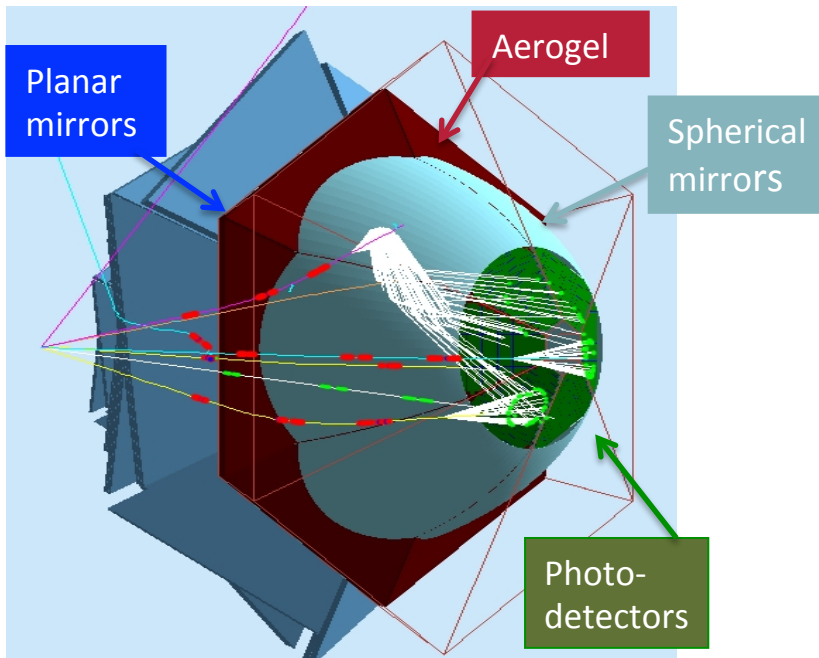 Aerogel
Planar
mirrors
Spherical
mirrors
Photo-
detectors